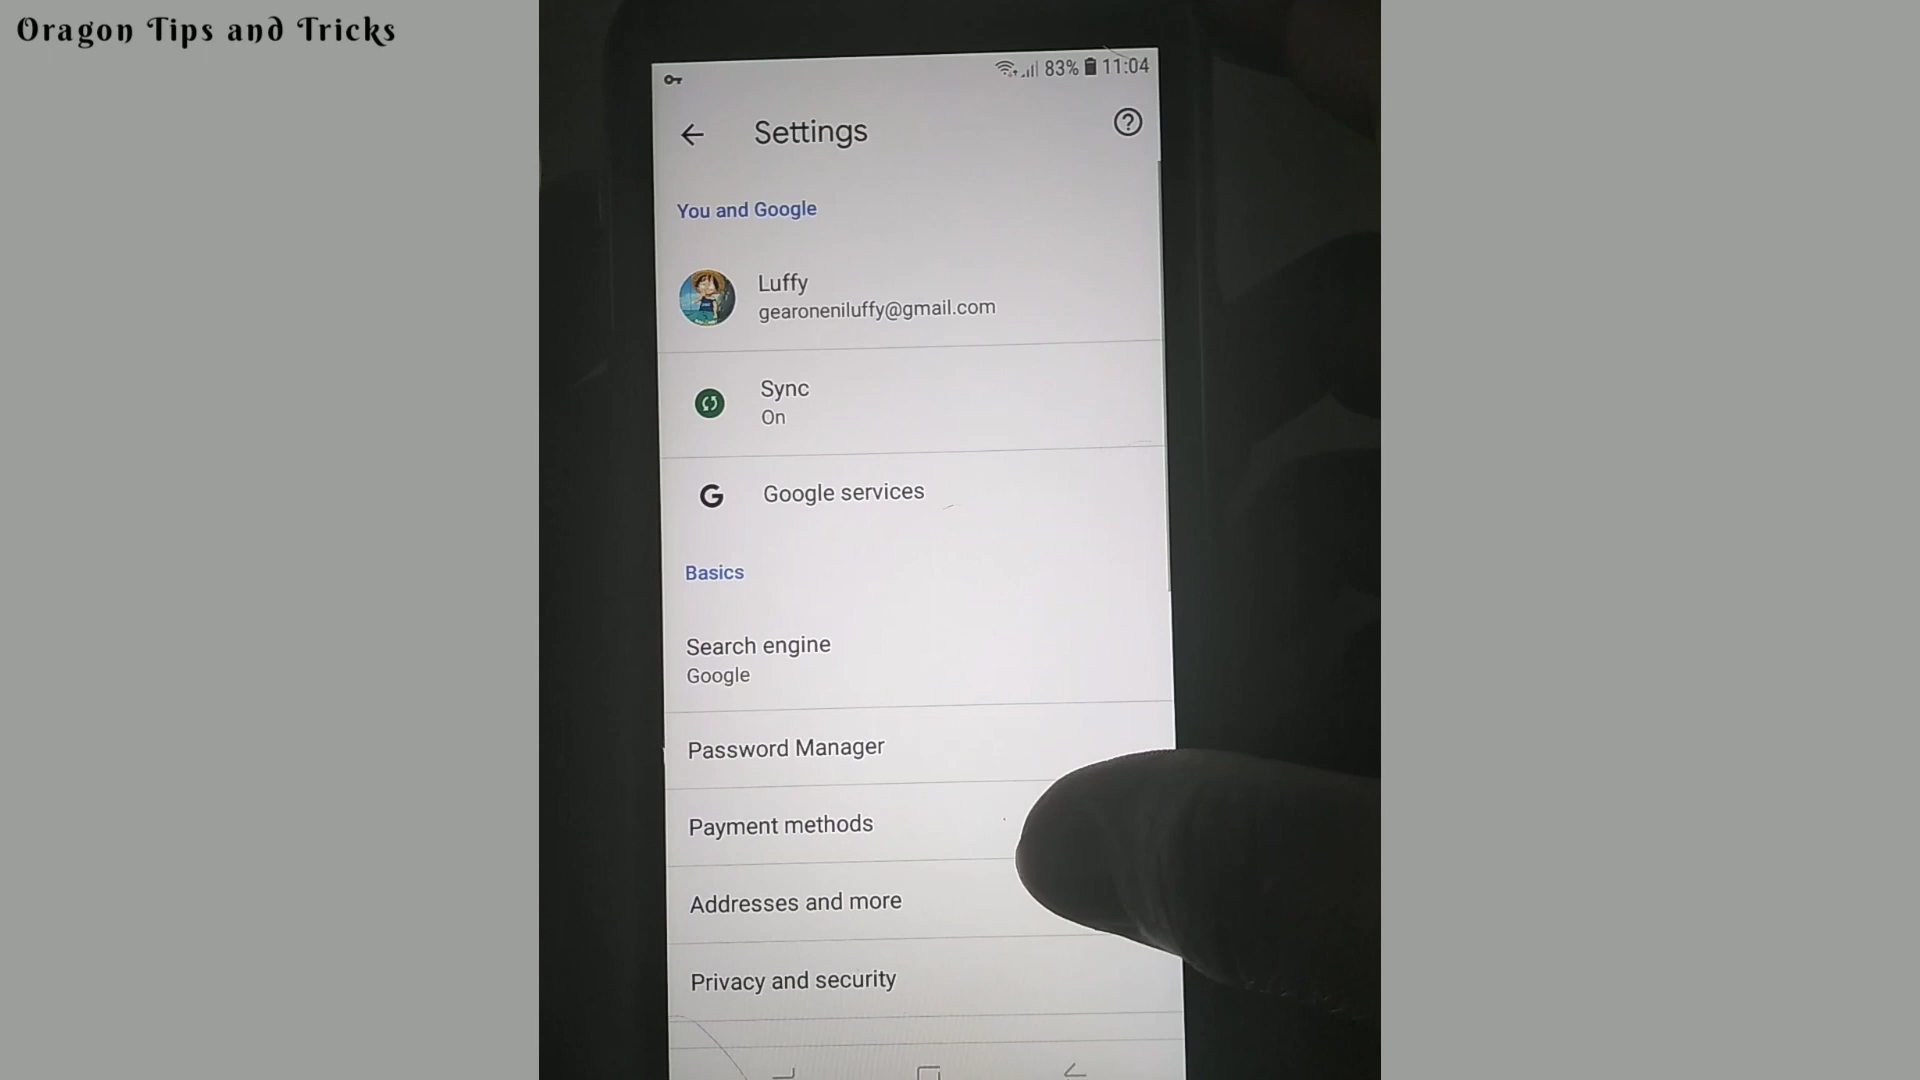 Oragon Tips and Tricks
83% 11:04
Settings
You and Google
Luffy
gearoneniluffy@gmail.com
Sync
On
Google services
Basics
Search engine
Google
Password Manager
Payment methods
Addresses and more
Privacy and security